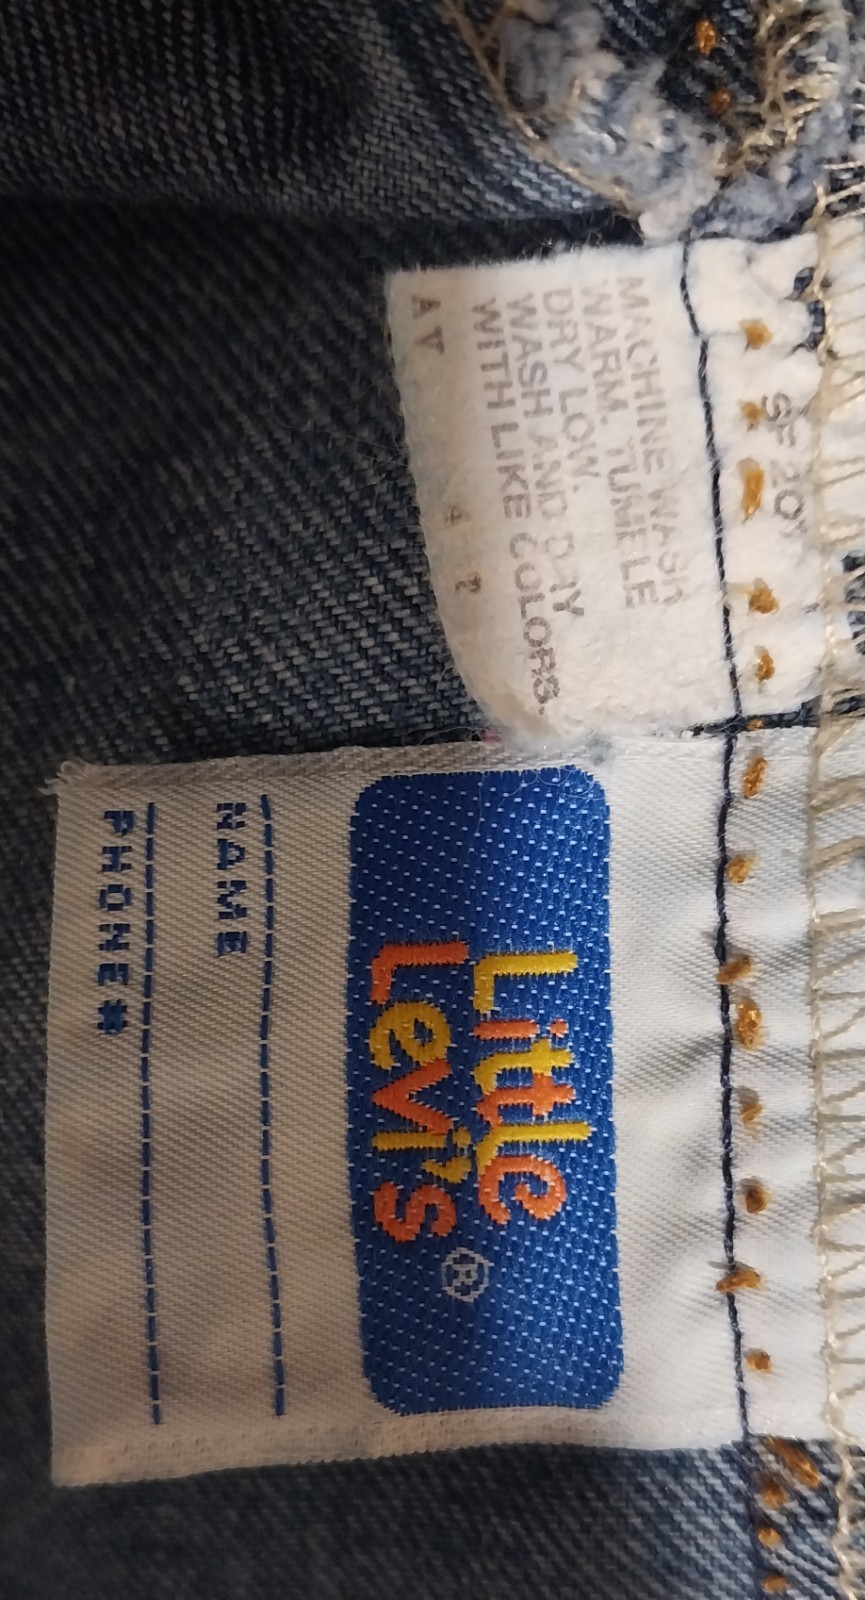 SF 20
MACHINE WASH
WARM. TUMBLE
DRY LOW.
WASH AND DRY
WITH LIKE COLORS.
Little
Levi's ®
NAME
PHONE #